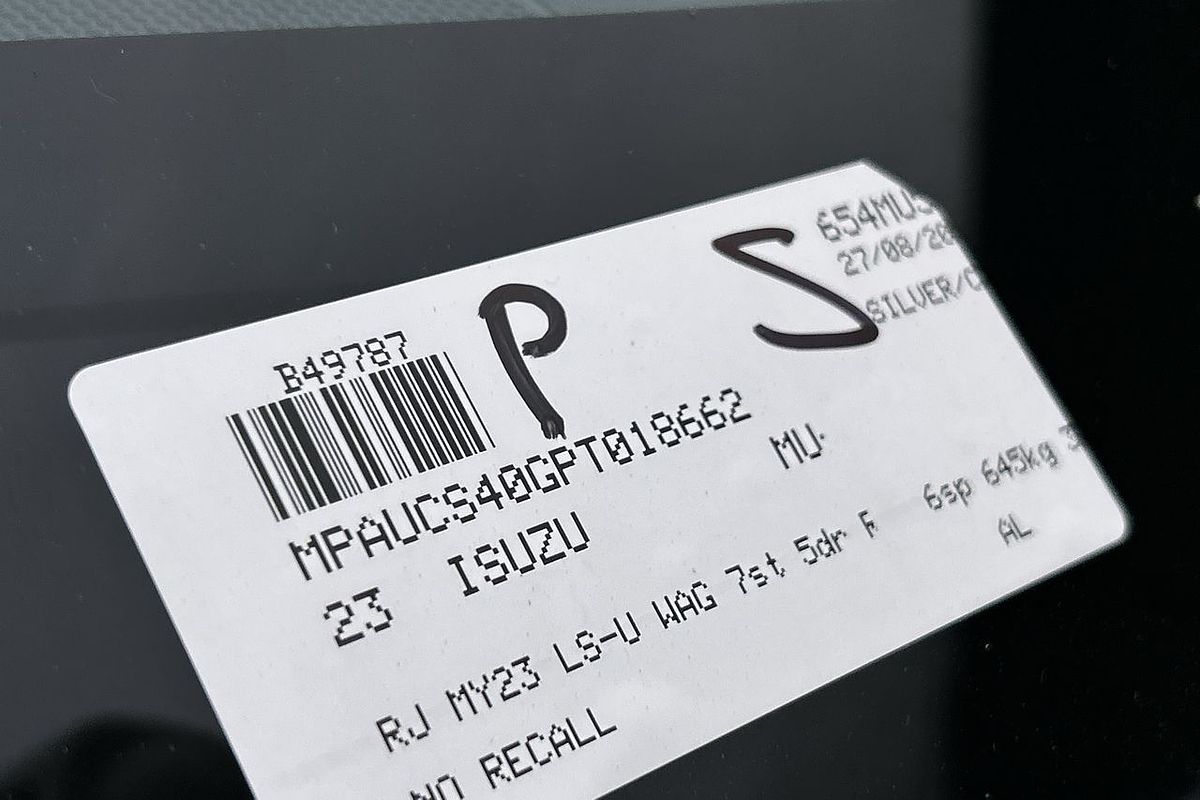 P S
654MUS
27/08/20
SILVER/
B49787
MPAUCS40GPT018662
23 ISUZU MU-
RJ MY23 LS-U WAG 7st 5dr 6sp 645kg
NO RECALL AL